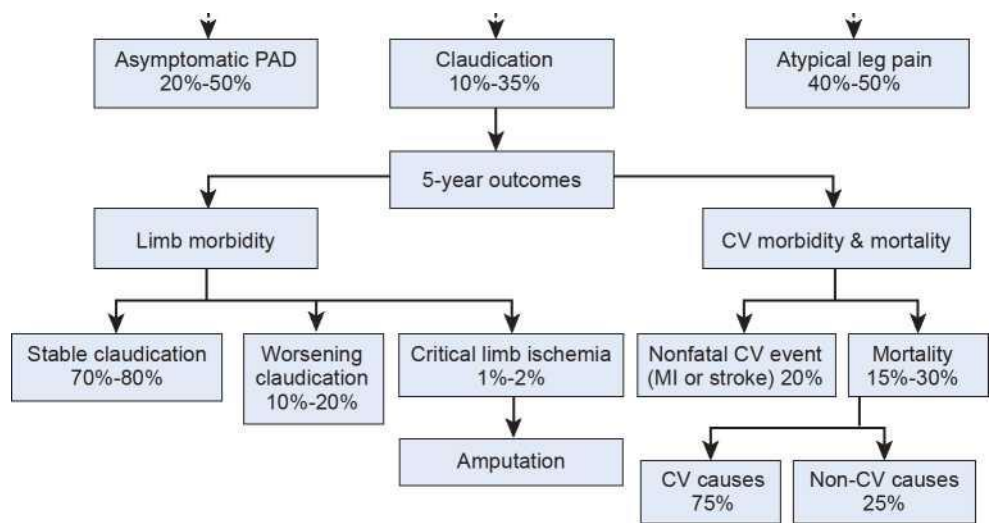 Asymptomatic PAD
20%-50%
Claudication
10%-35%
Atypical leg pain
40%-50%
5-year outcomes
Limb morbidity
CV morbidity & mortality
Stable claudication
70%-80%
Worsening
claudication
10%-20%
Critical limb ischemia
1%-2%
Nonfatal CV event
(MI or stroke) 20%
Mortality
15%-30%
Amputation
CV causes
75%
Non-CV causes
25%